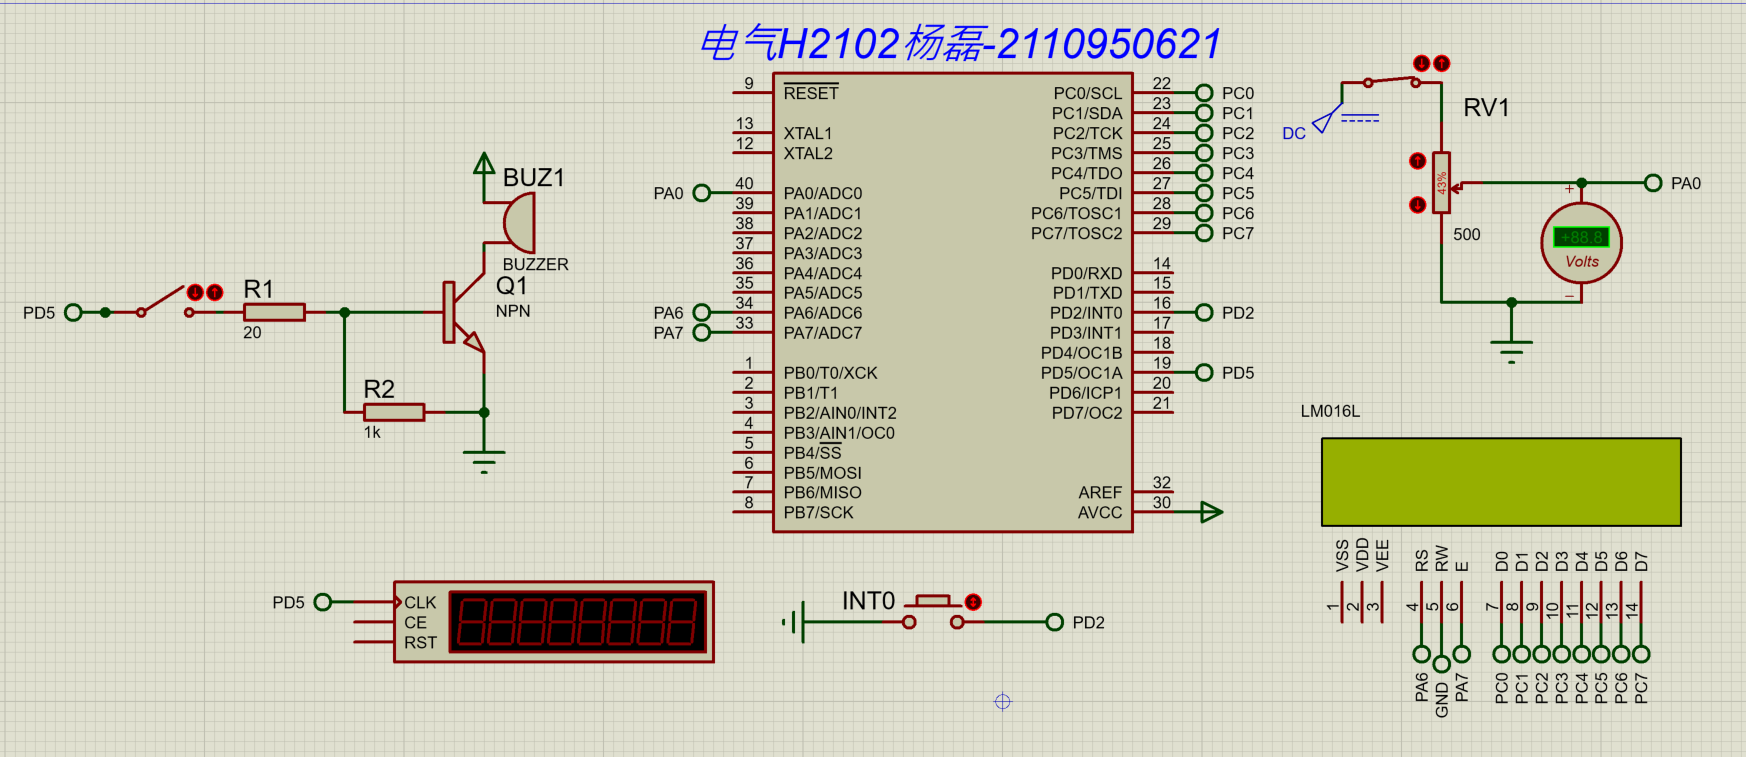 电气H2102杨磊-2110950621
PD5
R1
20
R2
1k
BUZ1
BUZZER
Q1
NPN
PA0
PA6
PA7
9 RESET
13 XTAL1
12 XTAL2
40 PA0/ADC0
39 PA1/ADC1
38 PA2/ADC2
37 PA3/ADC3
36 PA4/ADC4
35 PA5/ADC5
34 PA6/ADC6
33 PA7/ADC7
1 PB0/T0/XCK
2 PB1/T1
3 PB2/AIN0/INT2
4 PB3/AIN1/OC0
5 PB4/SS
6 PB5/MOSI
7 PB6/MISO
8 PB7/SCK
PC0/SCL 22 PC0
PC1/SDA 23 PC1
PC2/TCK 24 PC2
PC3/TMS 25 PC3
PC4/TDO 26 PC4
PC5/TDI 27 PC5
PC6/TOSC1 28 PC6
PC7/TOSC2 29 PC7
PD0/RXD 14
PD1/TXD 15
PD2/INT0 16 PD2
PD3/INT1 17
PD4/OC1B 18
PD5/OC1A 19 PD5
PD6/ICP1 20
PD7/OC2 21
AREF 32
AVCC 30
DC
RV1
43%
500
PA0
+
+88.8
Volts
−
LM016L
VSS VDD VEE RS RW E D0 D1 D2 D3 D4 D5 D6 D7
1 2 3 4 5 6 7 8 9 10 11 12 13 14
PA6 GND PA7 PC0 PC1 PC2 PC3 PC4 PC5 PC6 PC7
PD5
CLK
CE
RST
88888888
INT0
PD2